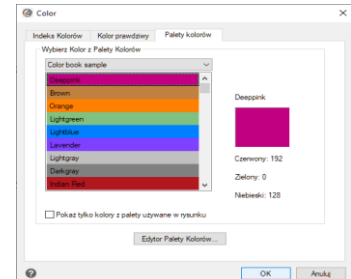 Color
Indeks Kolorów Kolor prawdziwy Palety kolorów
Wybierz Kolor z Palety Kolorów
Color book sample
Deeppink
Brown
Orange
Lightgreen
Lightblue
Lavender
Lightgray
Darkgray
Indian Red
Deeppink
Czerwony: 192
Zielony: 0
Niebieski: 128
Pokaż tylko kolory z palety używane w rysunku
Edytor Palety Kolorów...
OK Anuluj